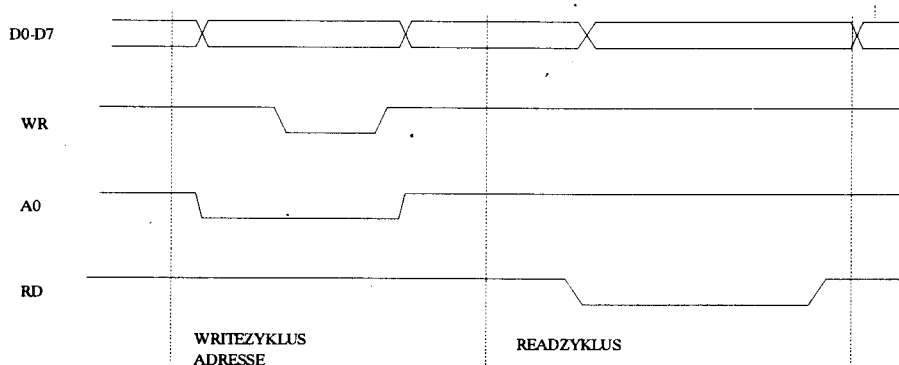 D0-D7
WR
A0
RD
WRITEZYKLUS
ADRESSE
READZYKLUS